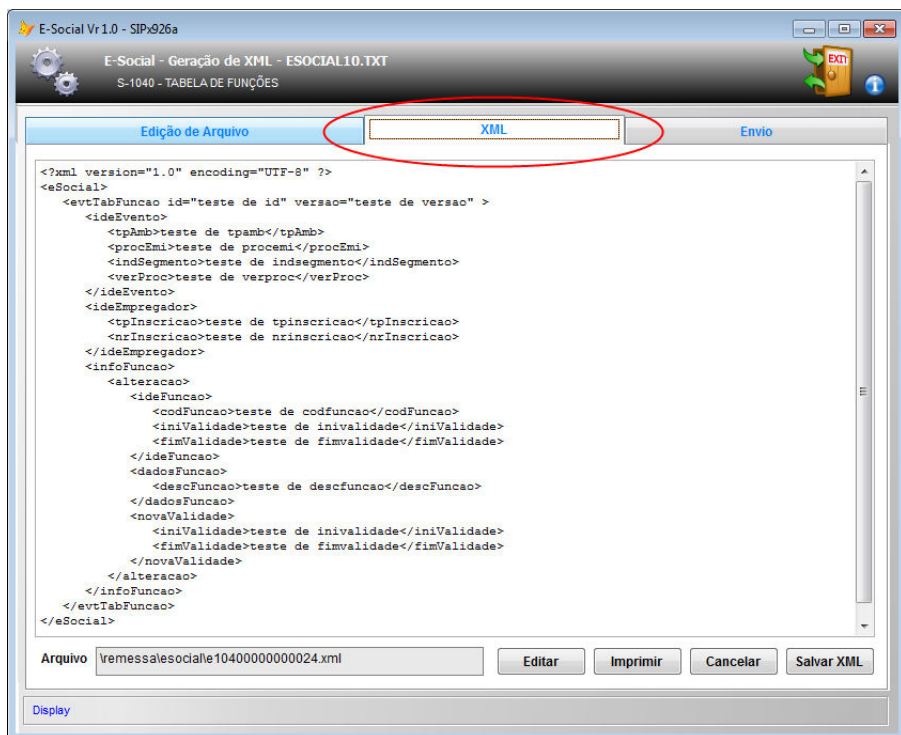 E-Social Vr 1.0 - SIPx926a
E-Social - Geração de XML - ESOCIAL10.TXT
S-1040 - TABELA DE FUNÇÕES
EXIT
Edição de Arquivo XML Envio
<?xml version="1.0" encoding="UTF-8" ?>
<eSocial>
<evtTabFuncao id="teste de id" versao="teste de versao" >
<ideEvento>
<tpAmb>teste de tpamb</tpAmb>
<procEmi>teste de procemi</procEmi>
<indSegmento>teste de indsegmento</indSegmento>
<verProc>teste de verproc</verProc>
</ideEvento>
<ideEmpregador>
<tpInscricao>teste de tpinscricao</tpInscricao>
<nrInscricao>teste de nrinscricao</nrInscricao>
</ideEmpregador>
<infoFuncao>
<alteracao>
<ideFuncao>
<codFuncao>teste de codfuncao</codFuncao>
<iniValidade>teste de inivalidade</iniValidade>
<fimValidade>teste de fimvalidade</fimValidade>
</ideFuncao>
<dadosFuncao>
<descFuncao>teste de descfuncao</descFuncao>
</dadosFuncao>
<novaValidade>
<iniValidade>teste de inivalidade</iniValidade>
<fimValidade>teste de fimvalidade</fimValidade>
</novaValidade>
</alteracao>
</infoFuncao>
</evtTabFuncao>
</eSocial>
Arquivo \remessa\esocial\e10400000000024.xml Editar Imprimir Cancelar Salvar XML
Display